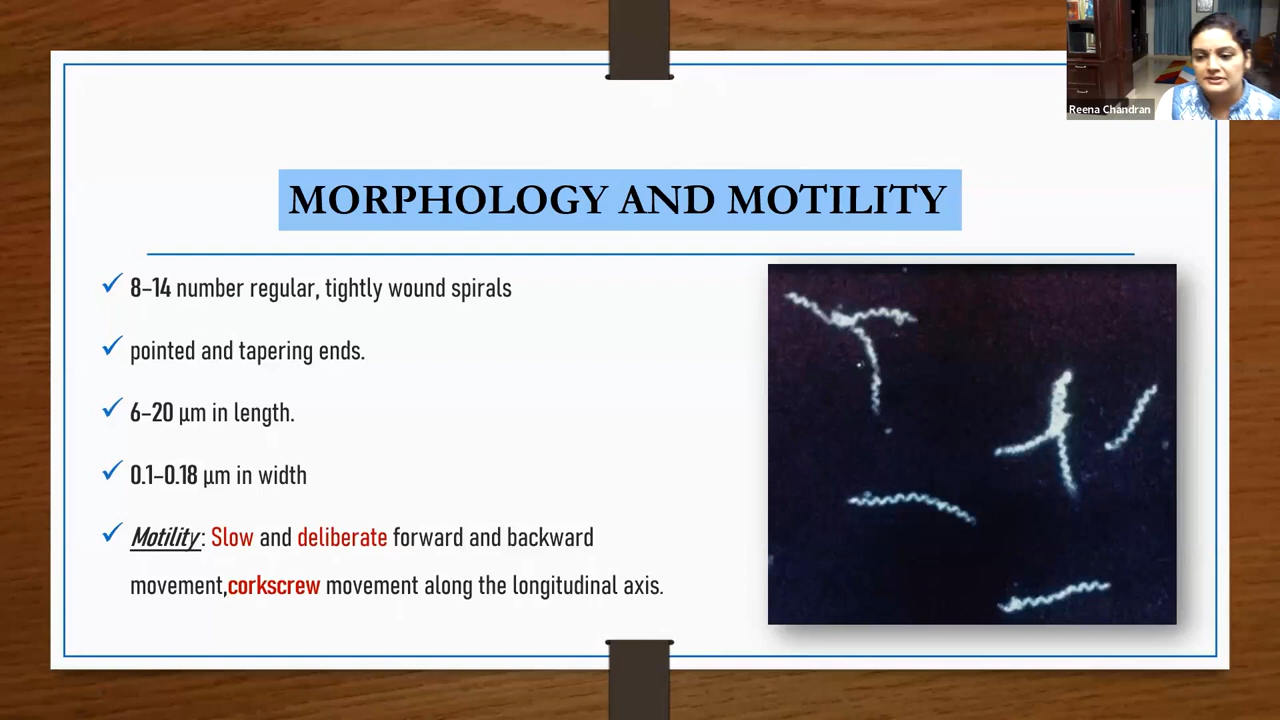 Reena Chandran
MORPHOLOGY AND MOTILITY
8–14 number regular, tightly wound spirals
pointed and tapering ends.
6–20 μm in length.
0.1–0.18 μm in width
Motility: Slow and deliberate forward and backward
movement,corkscrew movement along the longitudinal axis.